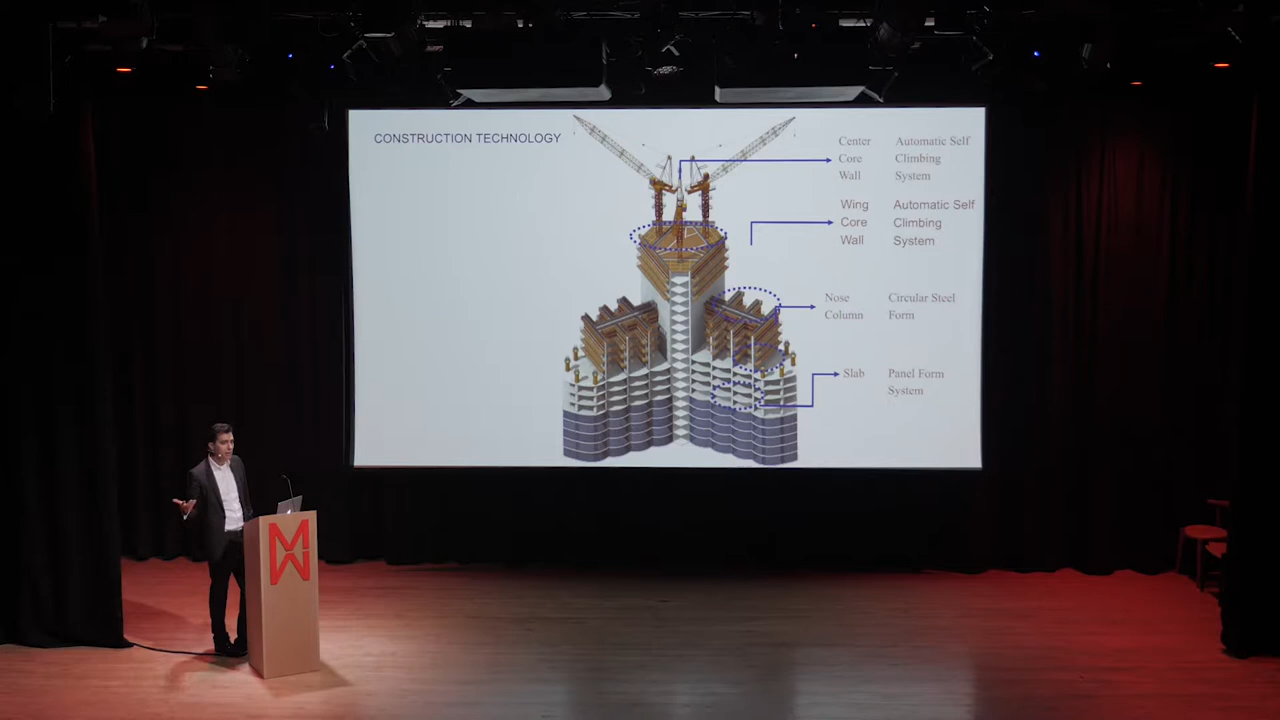 CONSTRUCTION TECHNOLOGY
Center Automatic Self
Core Climbing
Wall System
Wing Automatic Self
Core Climbing
Wall System
Nose Circular Steel
Column Form
Slab Panel Form
System
M